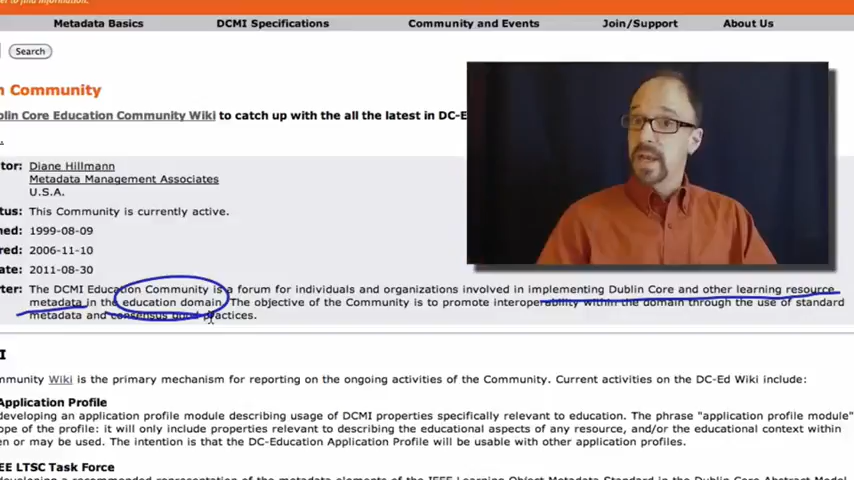 Metadata Basics DCMI Specifications Community and Events Join/Support About Us
Search
Community
Core Education Community Wiki to catch up with the all the latest in DC-E
Diane Hillmann
Metadata Management Associates
U.S.A.
This Community is currently active.
1999-08-09
2006-11-10
2011-08-30
The DCMI Education Community is a forum for individuals and organizations involved in implementing Dublin Core and other learning resource
metadata in the education domain. The objective of the Community is to promote interoperability within the domain through the use of standard
metadata and consensus good practices.
Wiki is the primary mechanism for reporting on the ongoing activities of the Community. Current activities on the DC-Ed Wiki include:
Application Profile
developing an application profile module describing usage of DCMI properties specifically relevant to education. The phrase "application profile module"
ope of the profile: it will only include properties relevant to describing the educational aspects of any resource, and/or the educational context within
en or may be used. The intention is that the DC-Education Application Profile will be usable with other application profiles.
LTSC Task Force